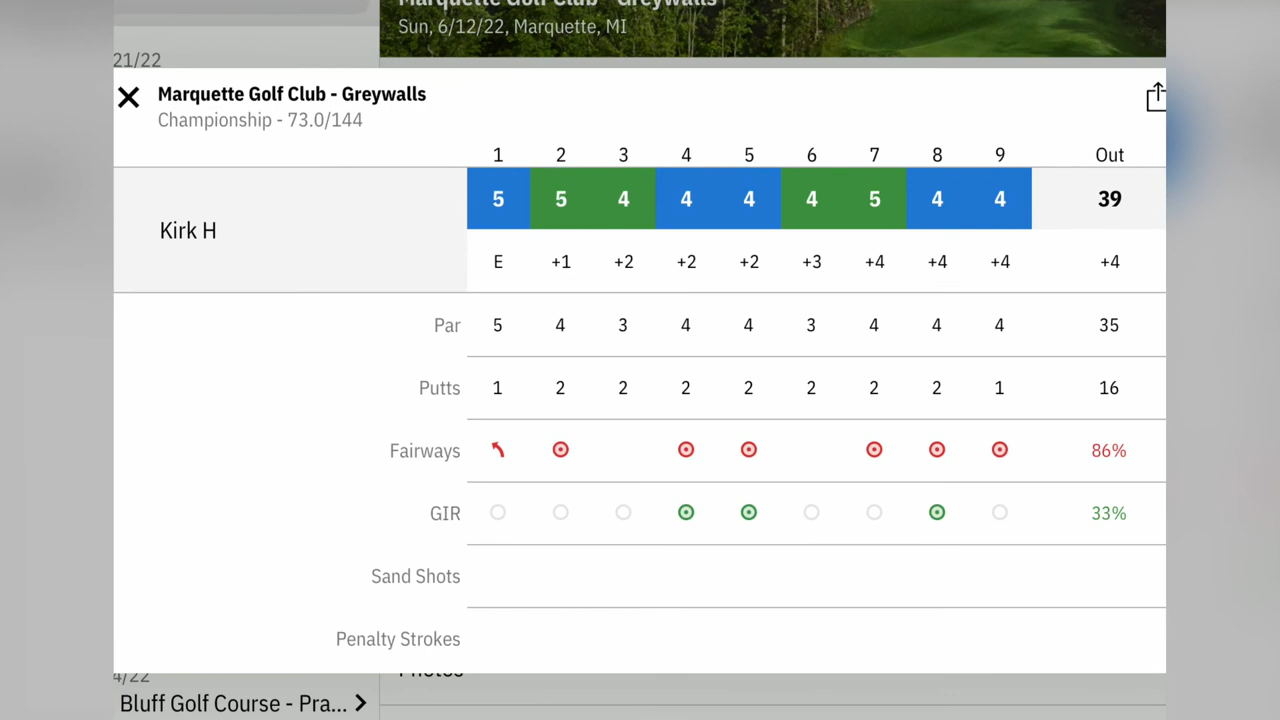 Marquette Golf Club - Greywalls
Sun, 6/12/22, Marquette, MI
21/22
Marquette Golf Club - Greywalls
Championship - 73.0/144
1 2 3 4 5 6 7 8 9 Out
Kirk H 5 5 4 4 4 4 5 4 4 39
E +1 +2 +2 +2 +3 +4 +4 +4 +4
Par 5 4 3 4 4 3 4 4 4 35
Putts 1 2 2 2 2 2 2 2 1 16
Fairways 86%
GIR 33%
Sand Shots
Penalty Strokes
4/22
Photos
Bluff Golf Course - Pra...